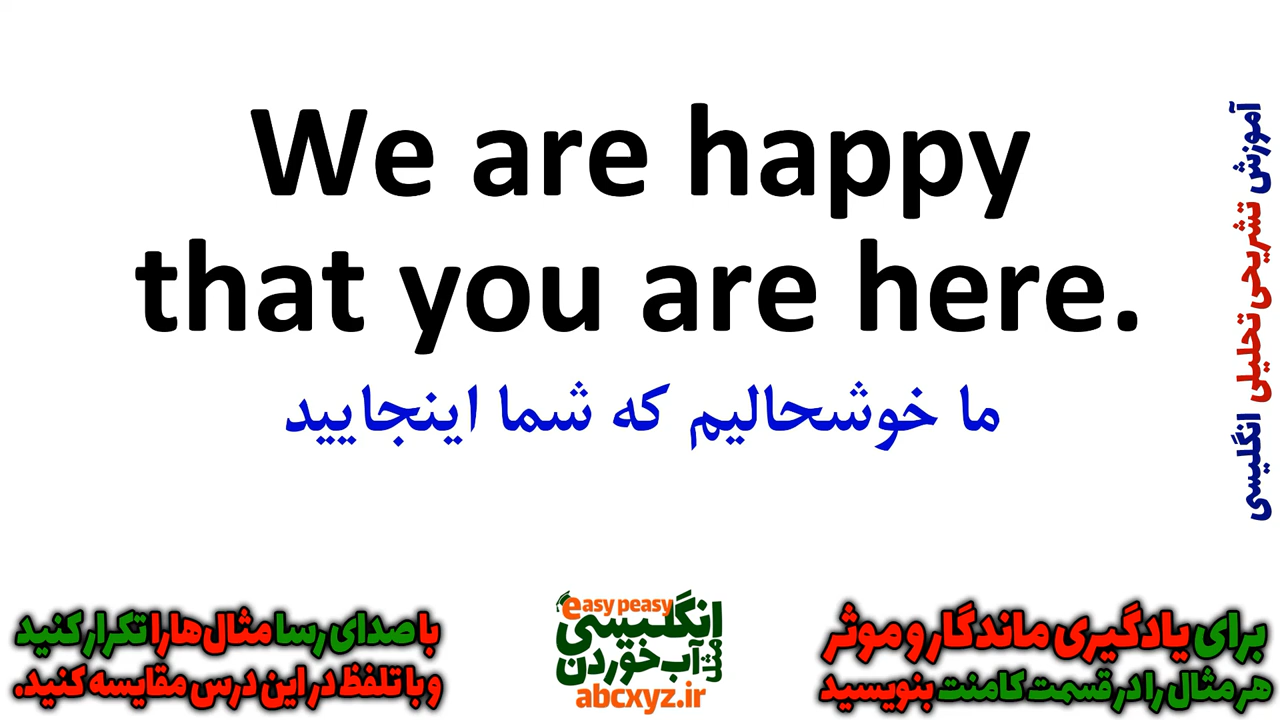 We are happy
that you are here.
ما خوشحالیم که شما اینجایید
آموزش تشریحی تحلیلی انگلیسی
برای یادگیری ماندگار و موثر
هر مثال را در قسمت کامنت بنویسید
easy peasy
انگلیسی
مثل آب خوردن
abcxyz.ir
با صدای رسا مثال‌ها را تکرار کنید
و با تلفظ در این درس مقایسه کنید.